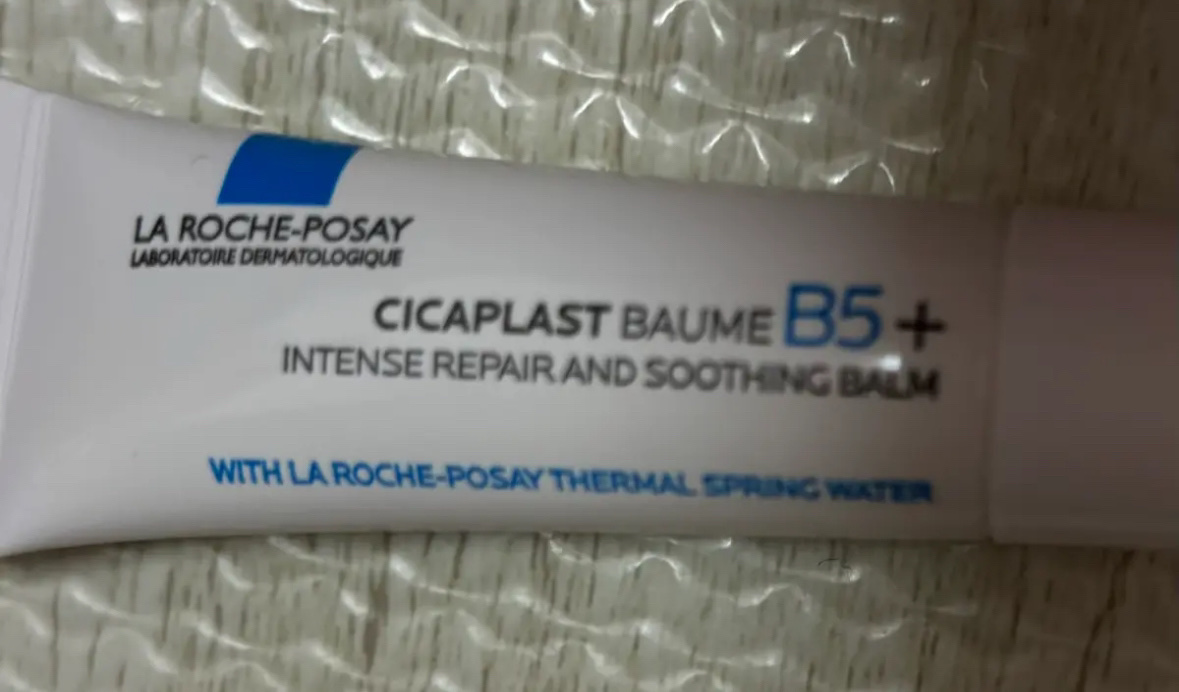 LA ROCHE-POSAY
LABORATOIRE DERMATOLOGIQUE
CICAPLAST BAUME B5+
INTENSE REPAIR AND SOOTHING BALM
WITH LA ROCHE-POSAY THERMAL SPRING WATER